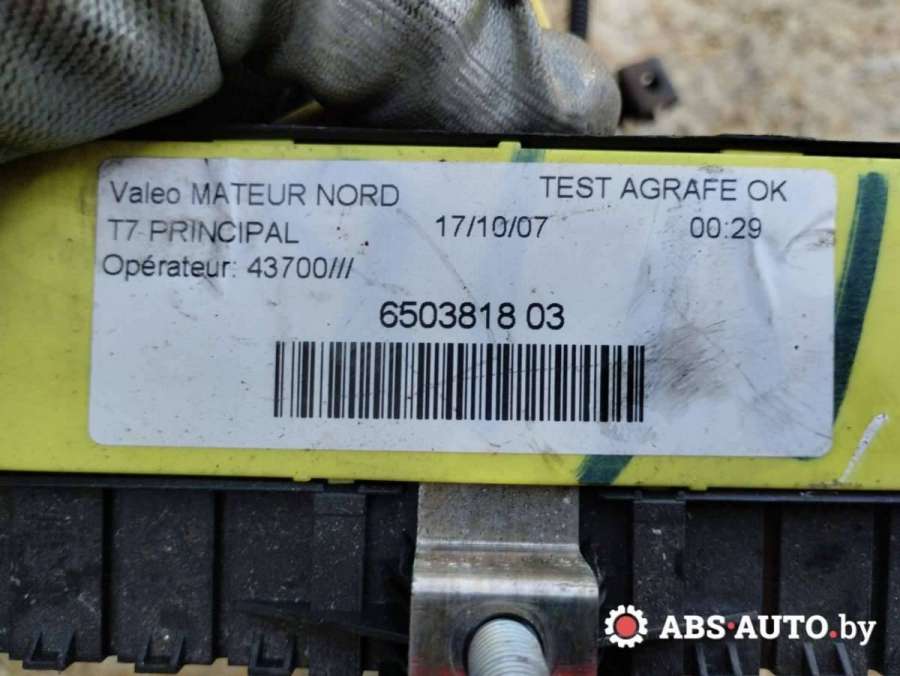 Valeo MATEUR NORD TEST AGRAFE OK
T7 PRINCIPAL 17/10/07 00:29
Opérateur: 43700///
6503818 03
ABS-AUTO.by